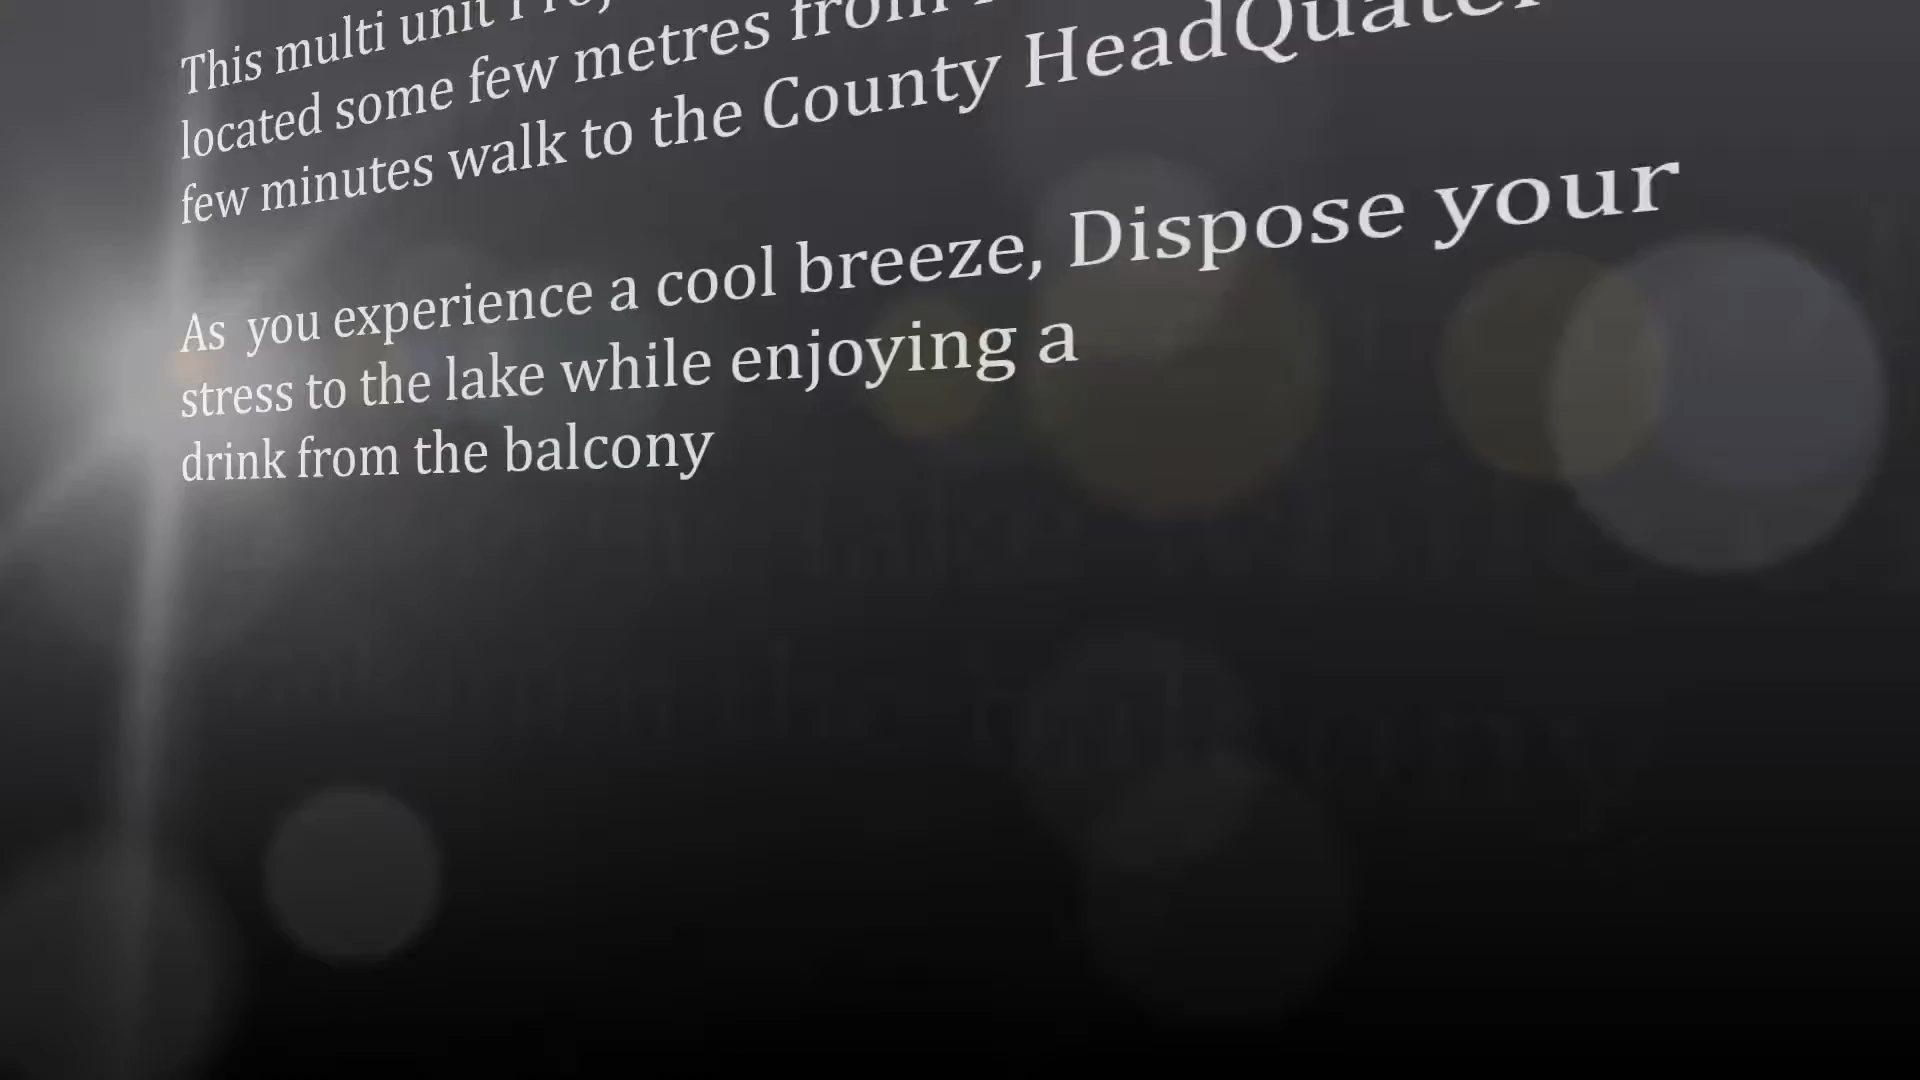 This multi unit
located some few metres from
few minutes walk to the County
As you experience a cool breeze, Dispose your
stress to the lake while enjoying a
drink from the balcony